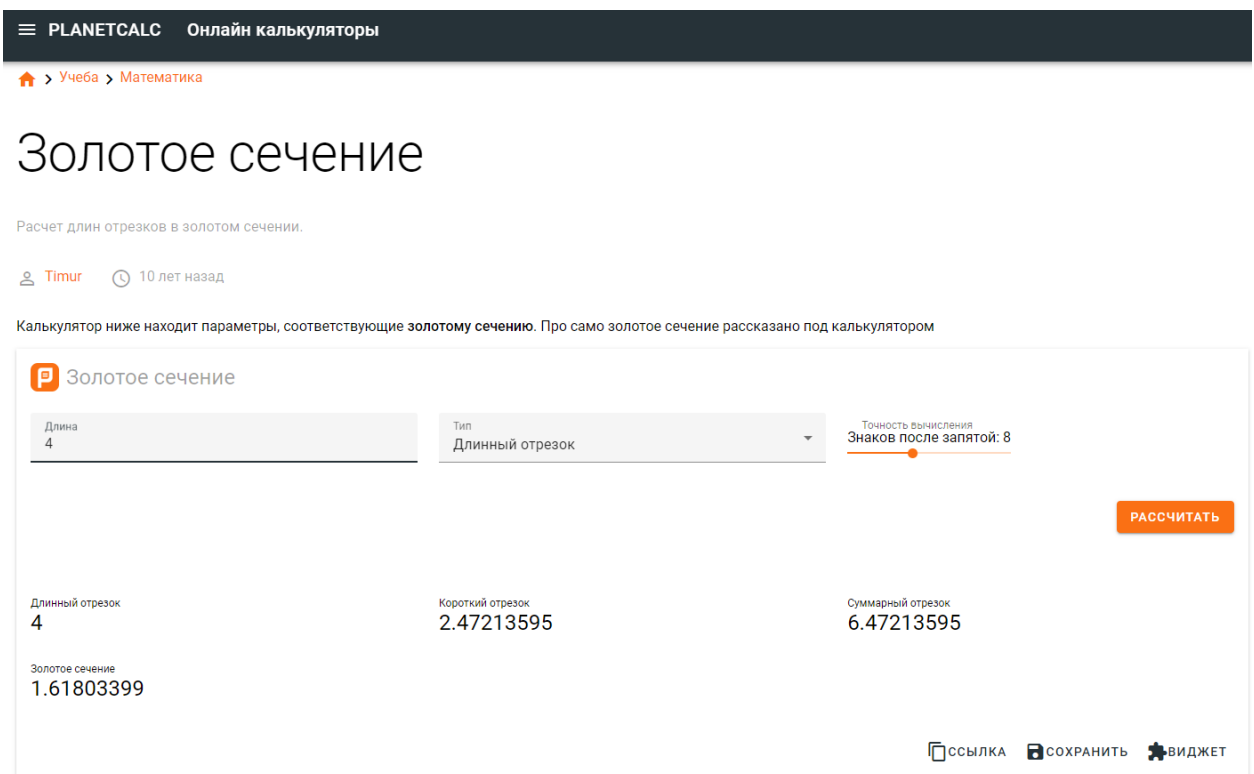 PLANETCALC Онлайн калькуляторы
Учеба Математика
Золотое сечение
Расчет длин отрезков в золотом сечении.
Timur 10 лет назад
Калькулятор ниже находит параметры, соответствующие золотому сечению. Про само золотое сечение рассказано под калькулятором
Золотое сечение
Длина
4
Тип
Длинный отрезок
Точность вычисления
Знаков после запятой: 8
РАССЧИТАТЬ
Длинный отрезок
4
Короткий отрезок
2.47213595
Суммарный отрезок
6.47213595
Золотое сечение
1.61803399
ССЫЛКА СОХРАНИТЬ ВИДЖЕТ